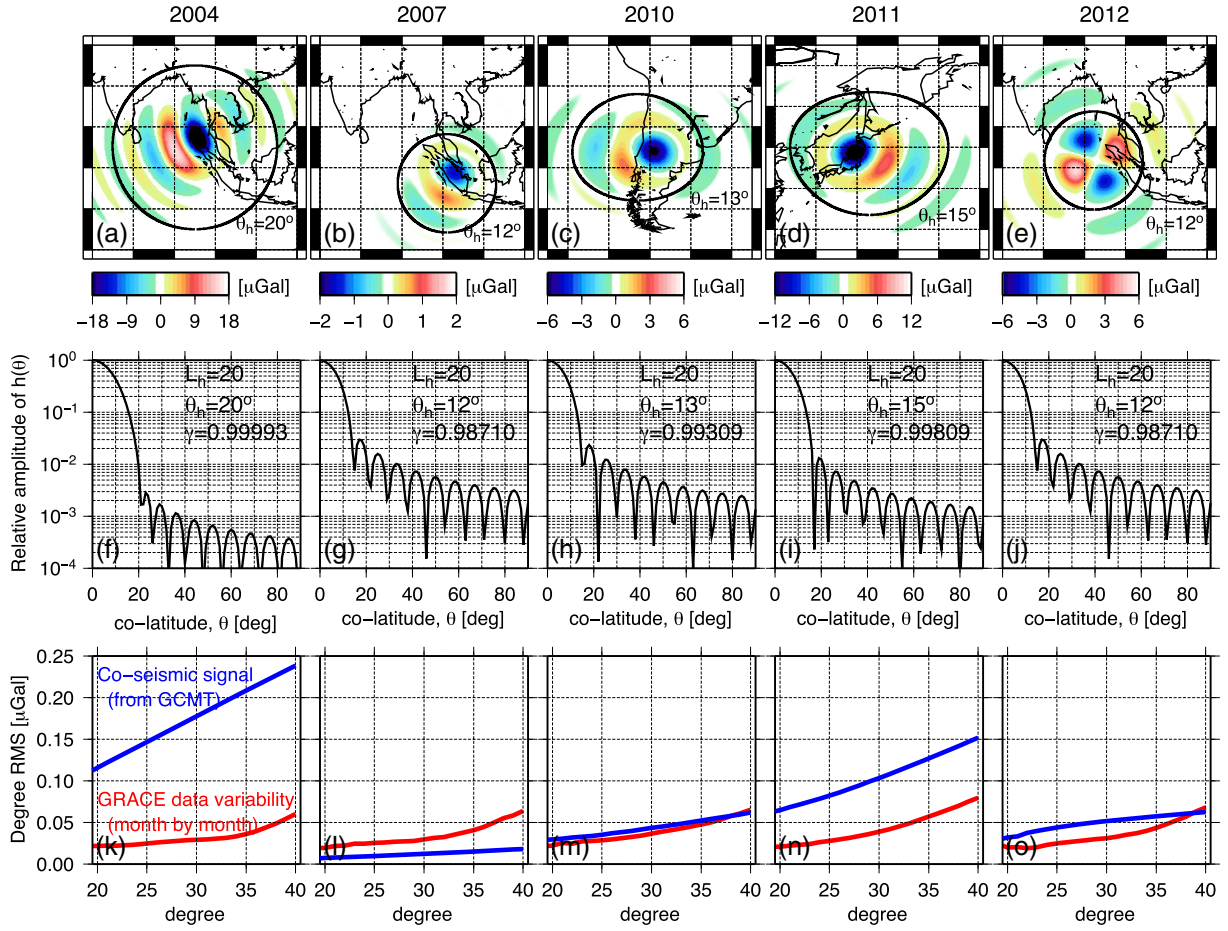 2004 2007 2010 2011 2012
(a) θh=20° (b) θh=12° (c) θh=13° (d) θh=15° (e) θh=12°
[μGal] [μGal] [μGal] [μGal] [μGal]
−18 −9 0 9 18 −2 −1 0 1 2 −6 −3 0 3 6 −12 −6 0 6 12 −6 −3 0 3 6
Relative amplitude of h(θ)
10⁰
10⁻¹
10⁻²
10⁻³
10⁻⁴
Lh=20 Lh=20 Lh=20 Lh=20 Lh=20
θh=20° θh=12° θh=13° θh=15° θh=12°
γ=0.99993 γ=0.98710 γ=0.99309 γ=0.99809 γ=0.98710
(f) (g) (h) (i) (j)
0 20 40 60 80 0 20 40 60 80 0 20 40 60 80 0 20 40 60 80 0 20 40 60 80
co−latitude, θ [deg] co−latitude, θ [deg] co−latitude, θ [deg] co−latitude, θ [deg] co−latitude, θ [deg]
Degree RMS [μGal]
0.25
0.20
0.15
0.10
0.05
0.00
Co−seismic signal
(from GCMT)
GRACE data variability
(month by month)
(k) (l) (m) (n) (o)
20 25 30 35 40 20 25 30 35 40 20 25 30 35 40 20 25 30 35 40 20 25 30 35 40
degree degree degree degree degree